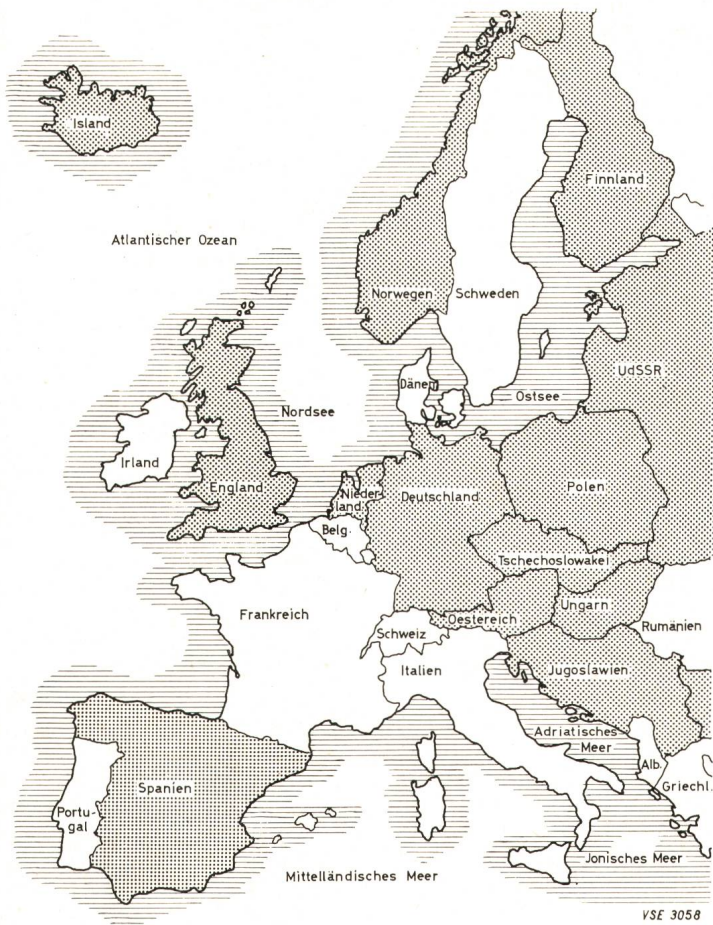 Island
Finnland
Atlantischer Ozean
Norwegen
Schweden
UdSSR
Dänem
Ostsee
Nordsee
Irland
England
Nieder
land
Deutschland
Polen
Belg.
Tschechoslowakei
Frankreich
Oestereich
Ungarn
Rumänien
Schweiz
Italien
Jugoslawien
Adriatisches
Meer
Alb.
Griechl.
Spanien
Portu-
gal
Jonisches Meer
Mittelländisches Meer
VSE 3058